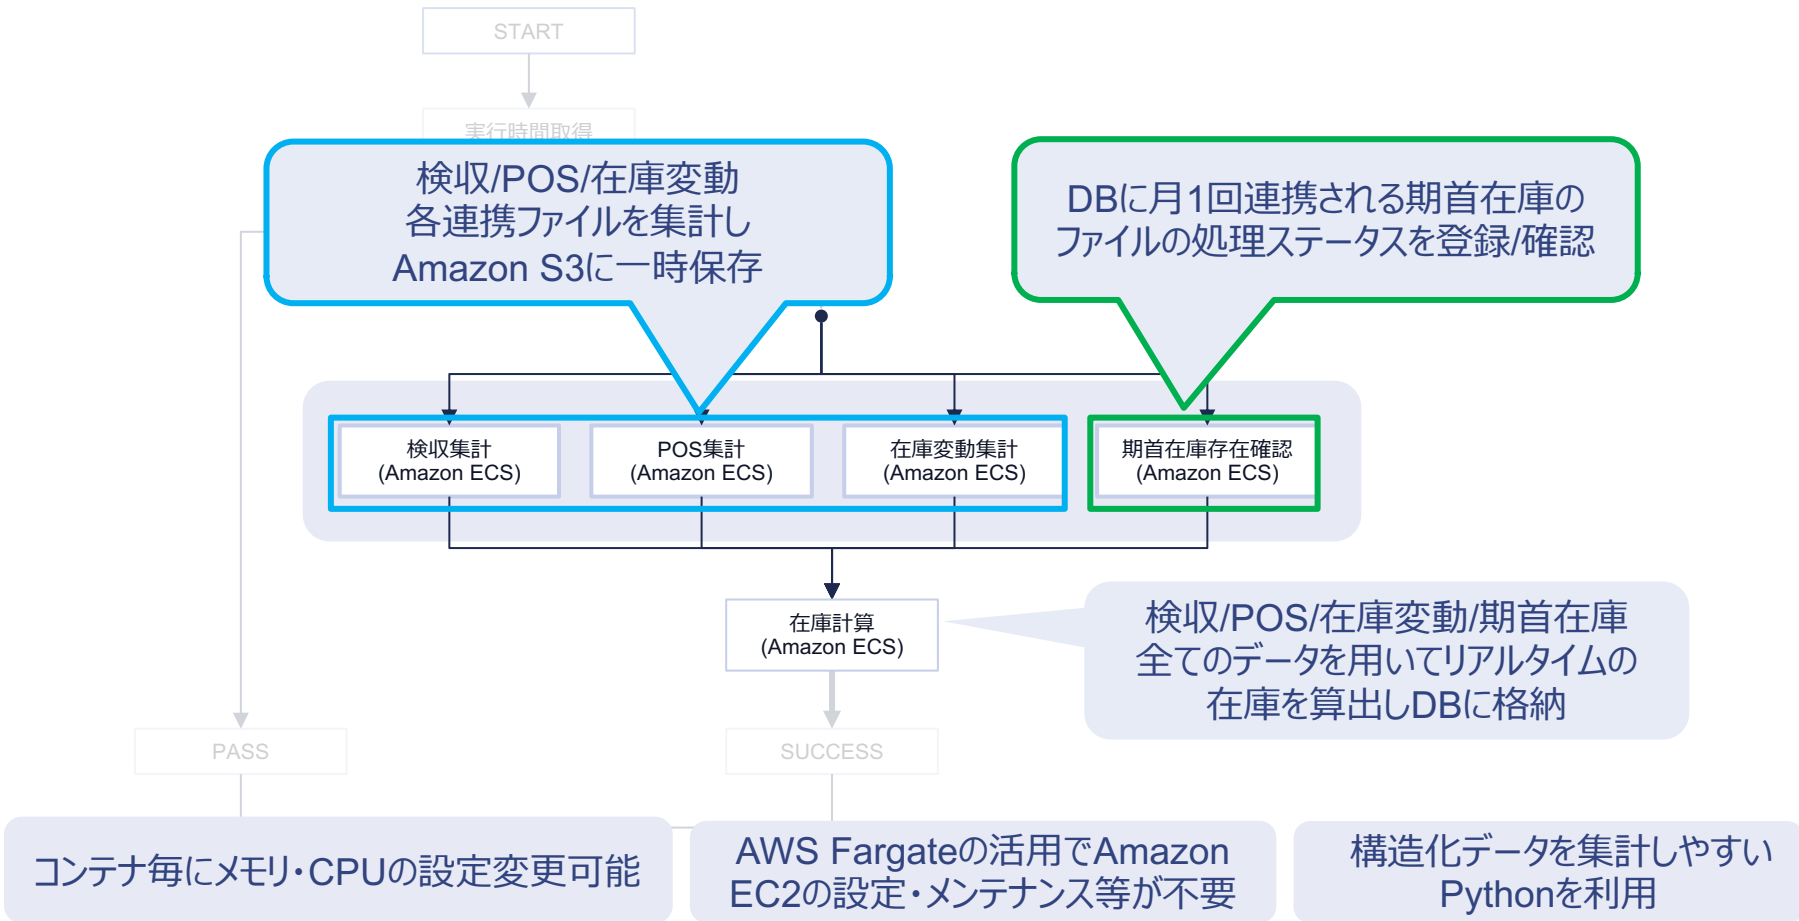 START
実行時間取得
検収/POS/在庫変動
各連携ファイルを集計し
Amazon S3に一時保存
DBに月1回連携される期首在庫の
ファイルの処理ステータスを登録/確認
検収集計
(Amazon ECS)
POS集計
(Amazon ECS)
在庫変動集計
(Amazon ECS)
期首在庫存在確認
(Amazon ECS)
在庫計算
(Amazon ECS)
検収/POS/在庫変動/期首在庫
全てのデータを用いてリアルタイムの
在庫を算出しDBに格納
PASS
SUCCESS
コンテナ毎にメモリ・CPUの設定変更可能
AWS Fargateの活用でAmazon
EC2の設定・メンテナンス等が不要
構造化データを集計しやすい
Pythonを利用